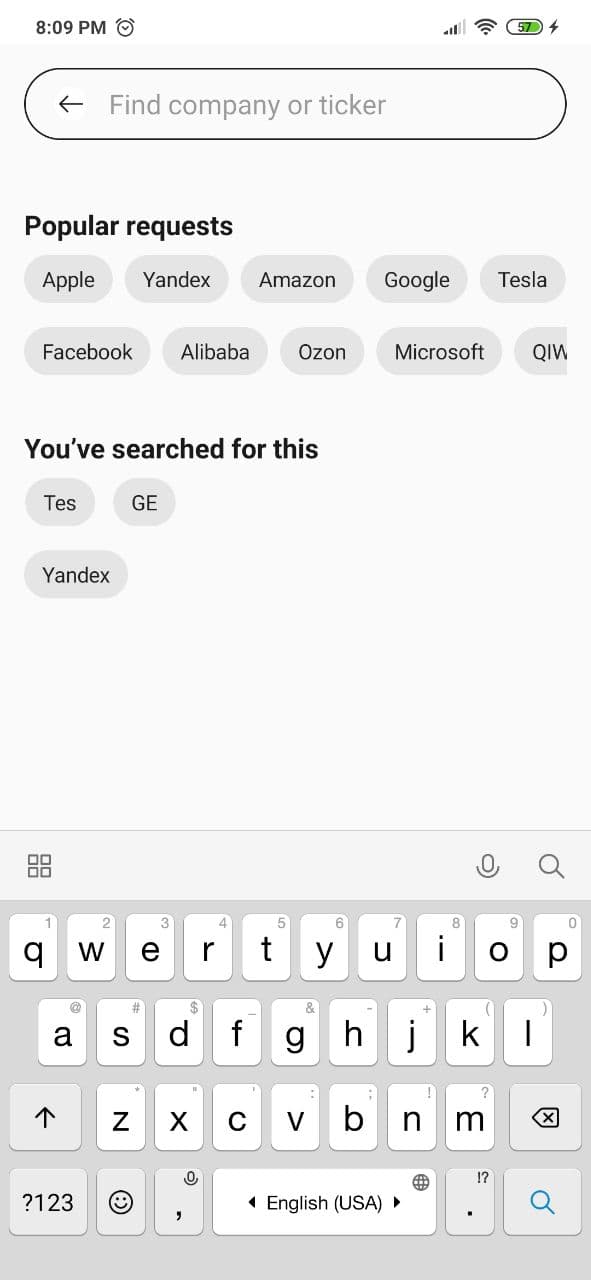 8:09 PM 57
Find company or ticker
Popular requests
Apple Yandex Amazon Google Tesla
Facebook Alibaba Ozon Microsoft QIW
You've searched for this
Tes GE
Yandex
1 2 3 4 5 6 7 8 9 0
q w e r t y u i o p
@ # $ _ & - + ( )
a s d f g h j k l
* " ' : ; ! ?
z x c v b n m
?123 , English (USA) !? .